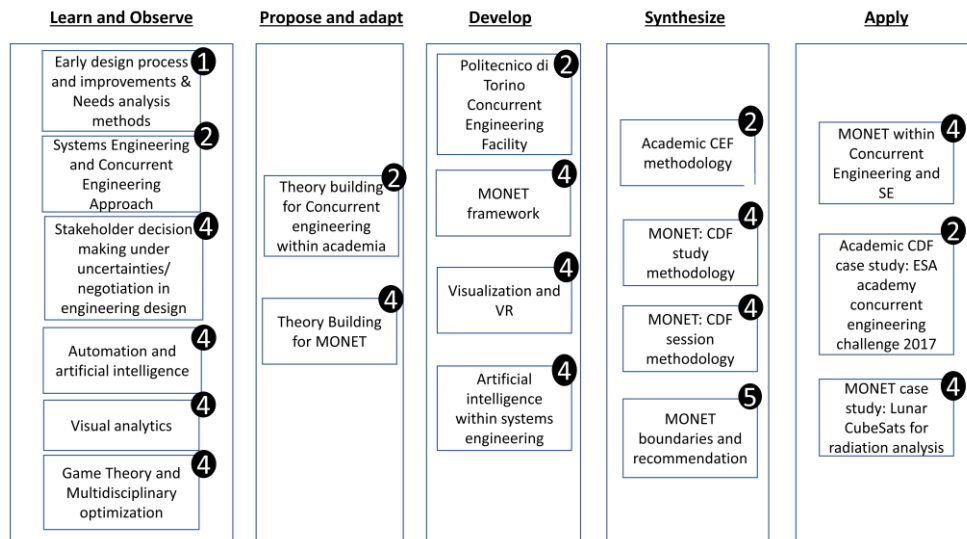 Learn and Observe
1
Early design process
and improvements &
Needs analysis
methods
2
Systems Engineering
and Concurrent
Engineering
Approach
4
Stakeholder decision
making under
uncertainties/
negotiation in
engineering design
4
Automation and
artificial intelligence
4
Visual analytics
4
Game Theory and
Multidisciplinary
optimization
Propose and adapt
2
Theory building
for Concurrent
engineering
within academia
4
Theory Building
for MONET
Develop
2
Politecnico di
Torino
Concurrent
Engineering
Facility
4
MONET
framework
4
Visualization and
VR
4
Artificial
intelligence
within systems
engineering
Synthesize
2
Academic CEF
methodology
4
MONET: CDF
study
methodology
4
MONET: CDF
session
methodology
5
MONET
boundaries and
recommendation
Apply
4
MONET within
Concurrent
Engineering and
SE
2
Academic CDF
case study: ESA
academy
concurrent
engineering
challenge 2017
4
MONET case
study: Lunar
CubeSats for
radiation analysis